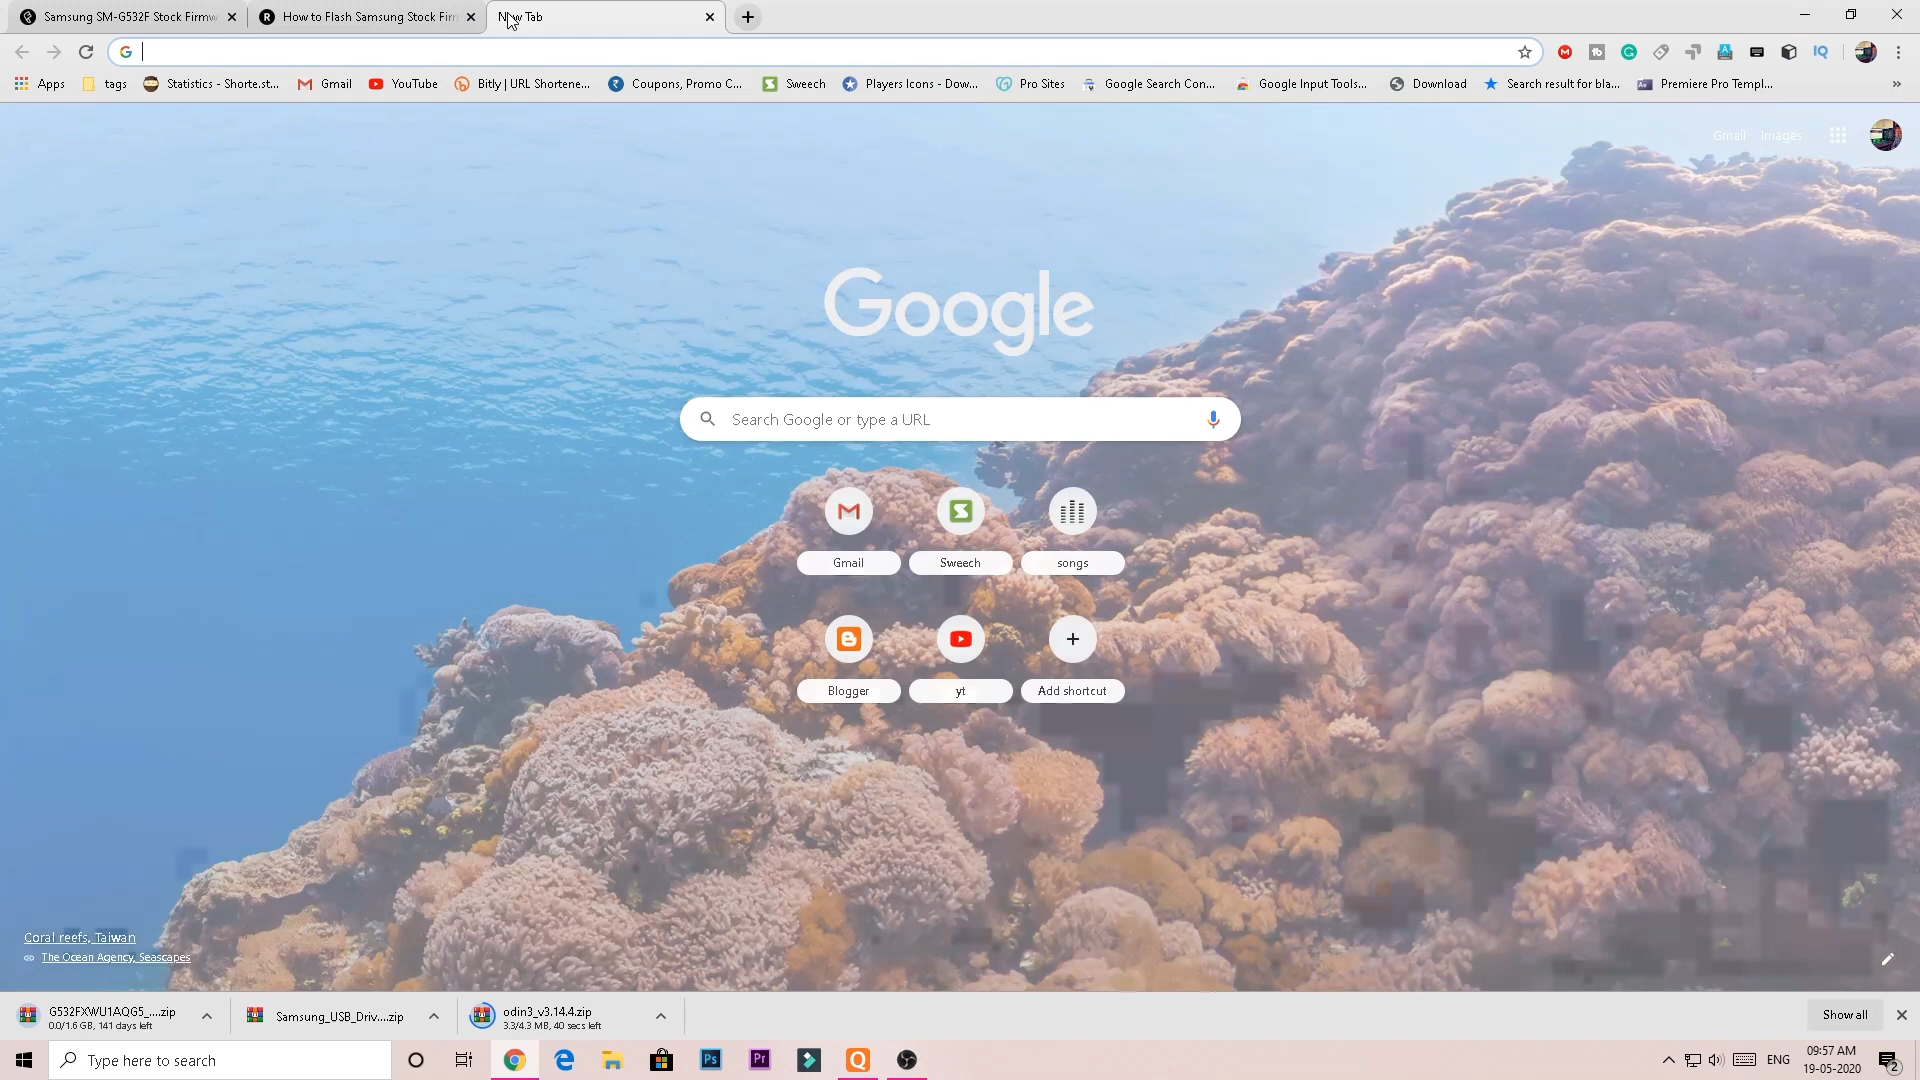 Samsung SM-G532F Stock Firmw
How to Flash Samsung Stock Firm
New Tab
Apps
tags
Statistics - Shorte.st...
Gmail
YouTube
Bitly | URL Shortene...
Coupons, Promo C...
Sweech
Players Icons - Dow...
Pro Sites
Google Search Con...
Google Input Tools...
Download
Search result for bla...
Premiere Pro Templ...
Gmail
Images
Google
Search Google or type a URL
Gmail
Sweech
songs
Blogger
yt
Add shortcut
Coral reefs, Taiwan
The Ocean Agency, Seascapes
G532FXWU1AQG5_....zip
0.0/1.6 GB, 141 days left
Samsung_USB_Driv....zip
odin3_v3.14.4.zip
3.3/4.3 MB, 40 secs left
Show all
Type here to search
ENG
09:57 AM
19-05-2020
2